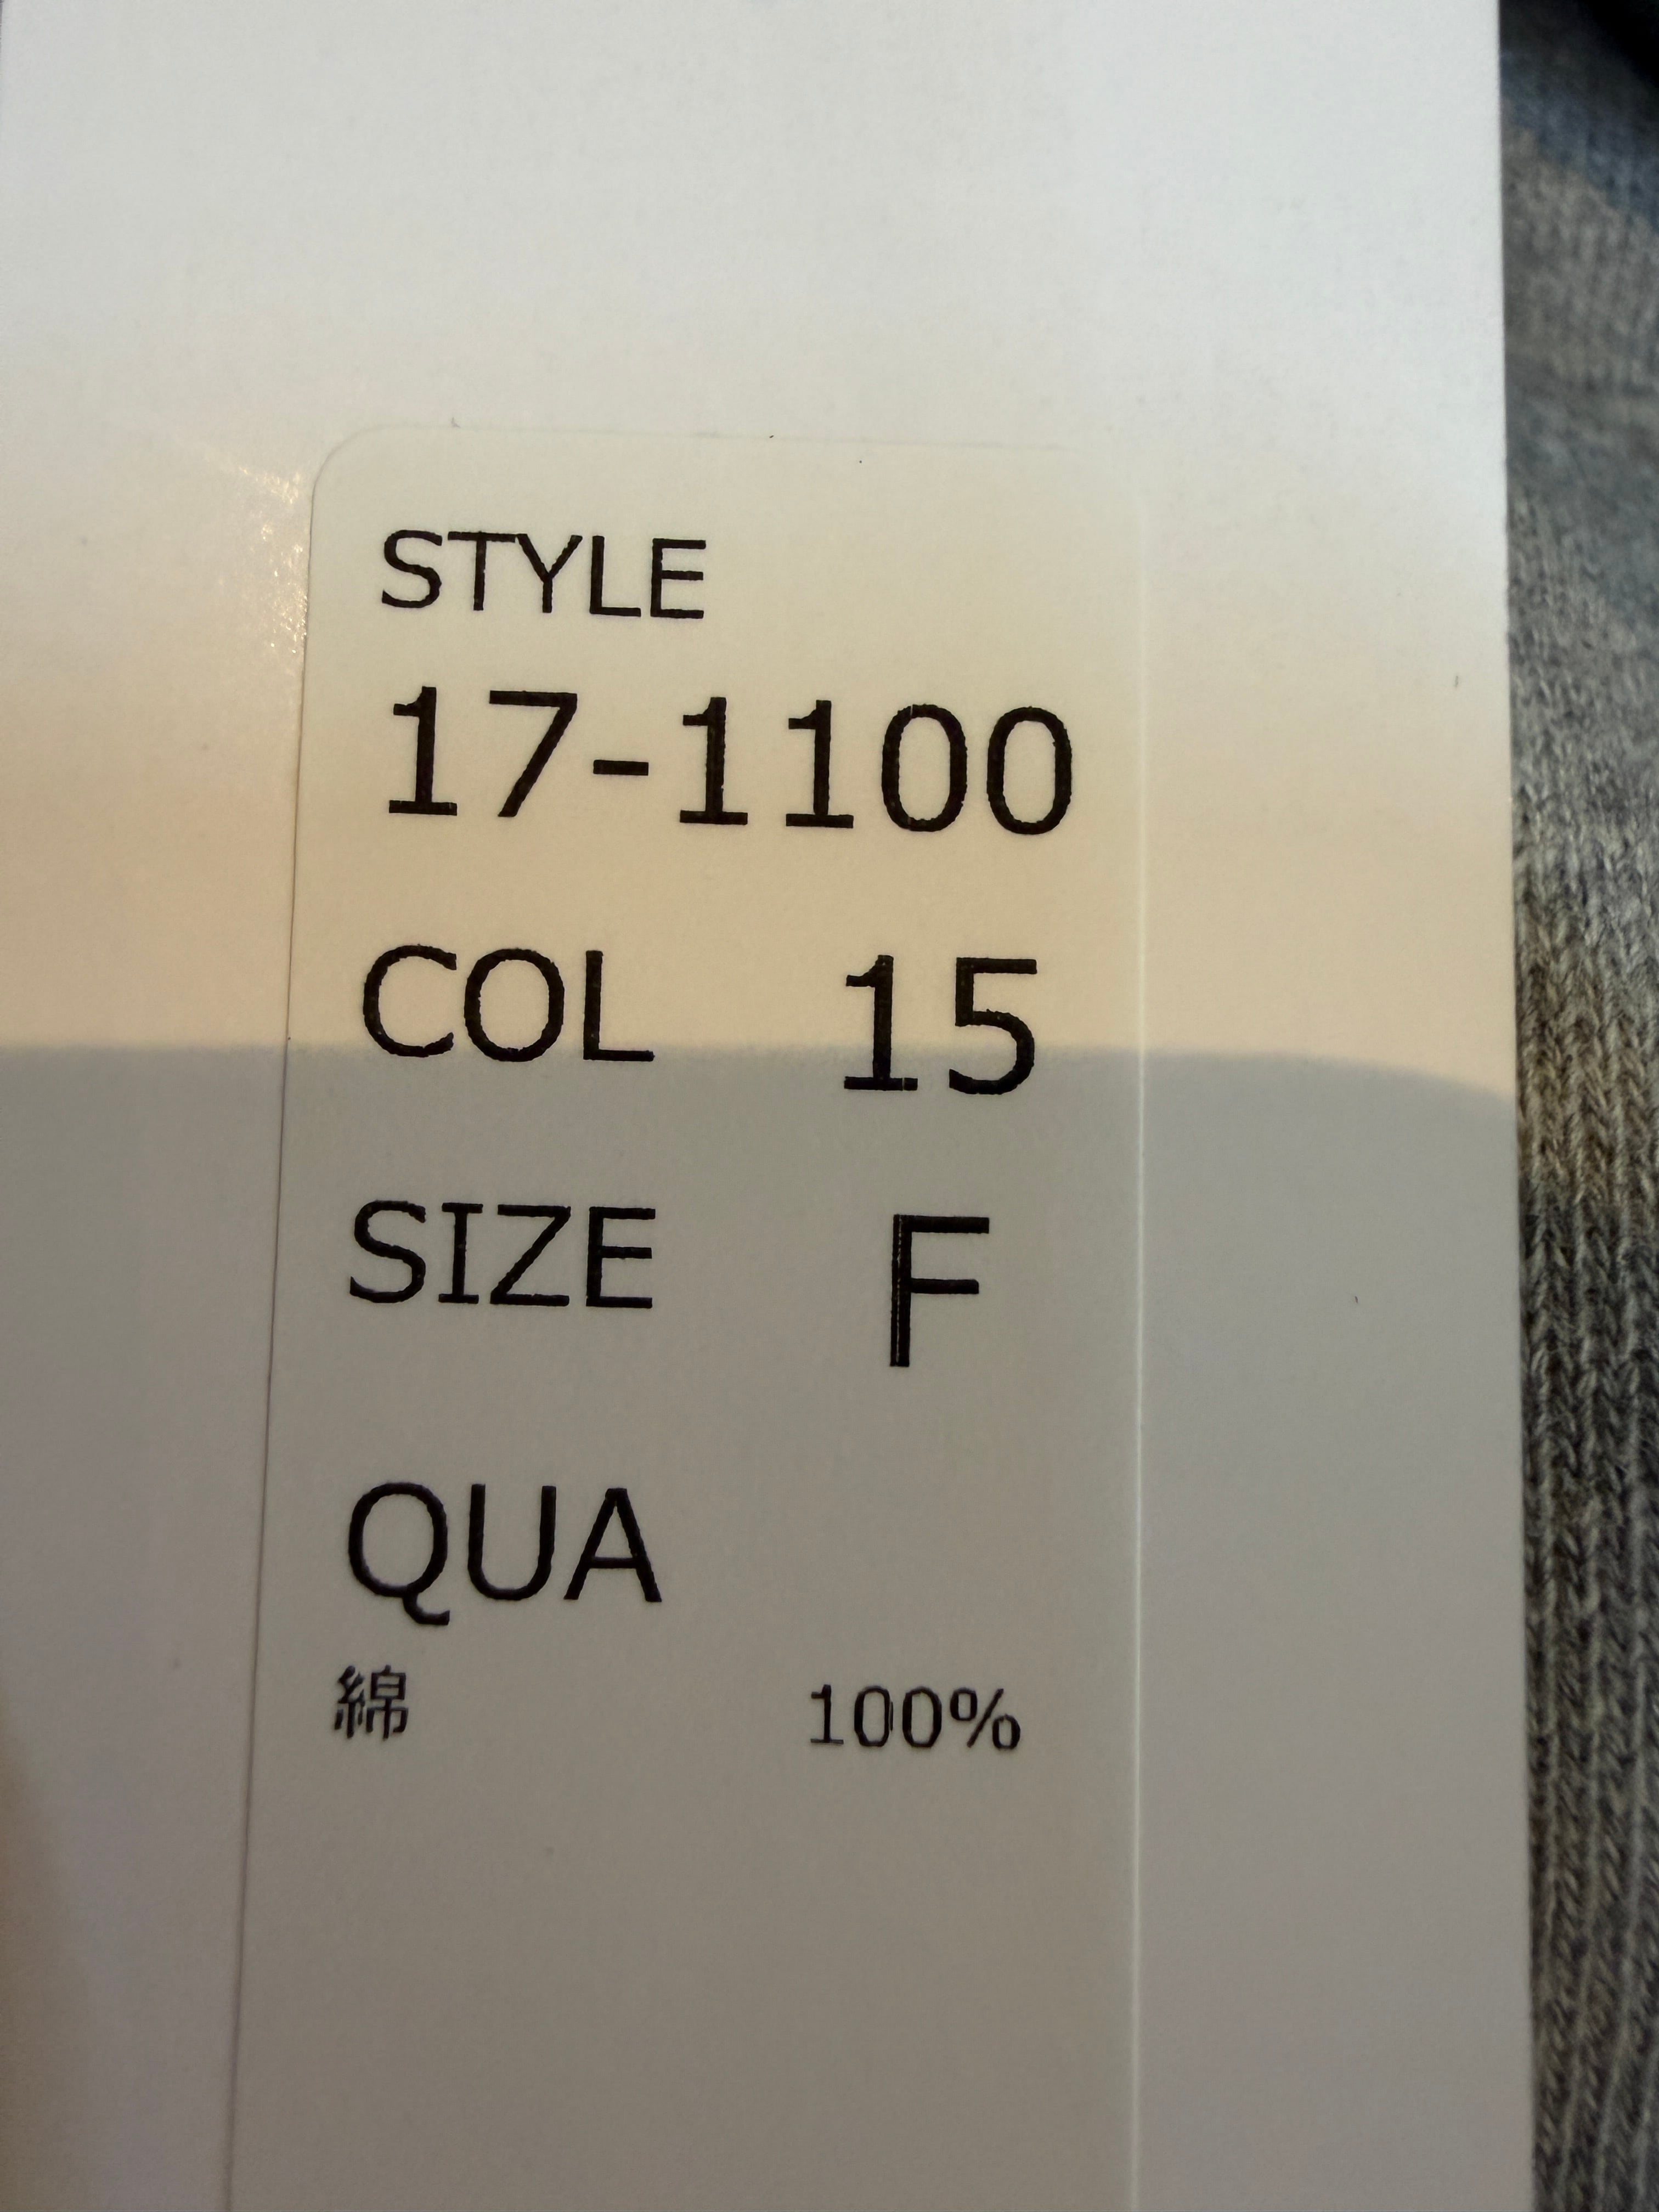 STYLE
17-1100
COL 15
SIZE F
QUA
綿 100%